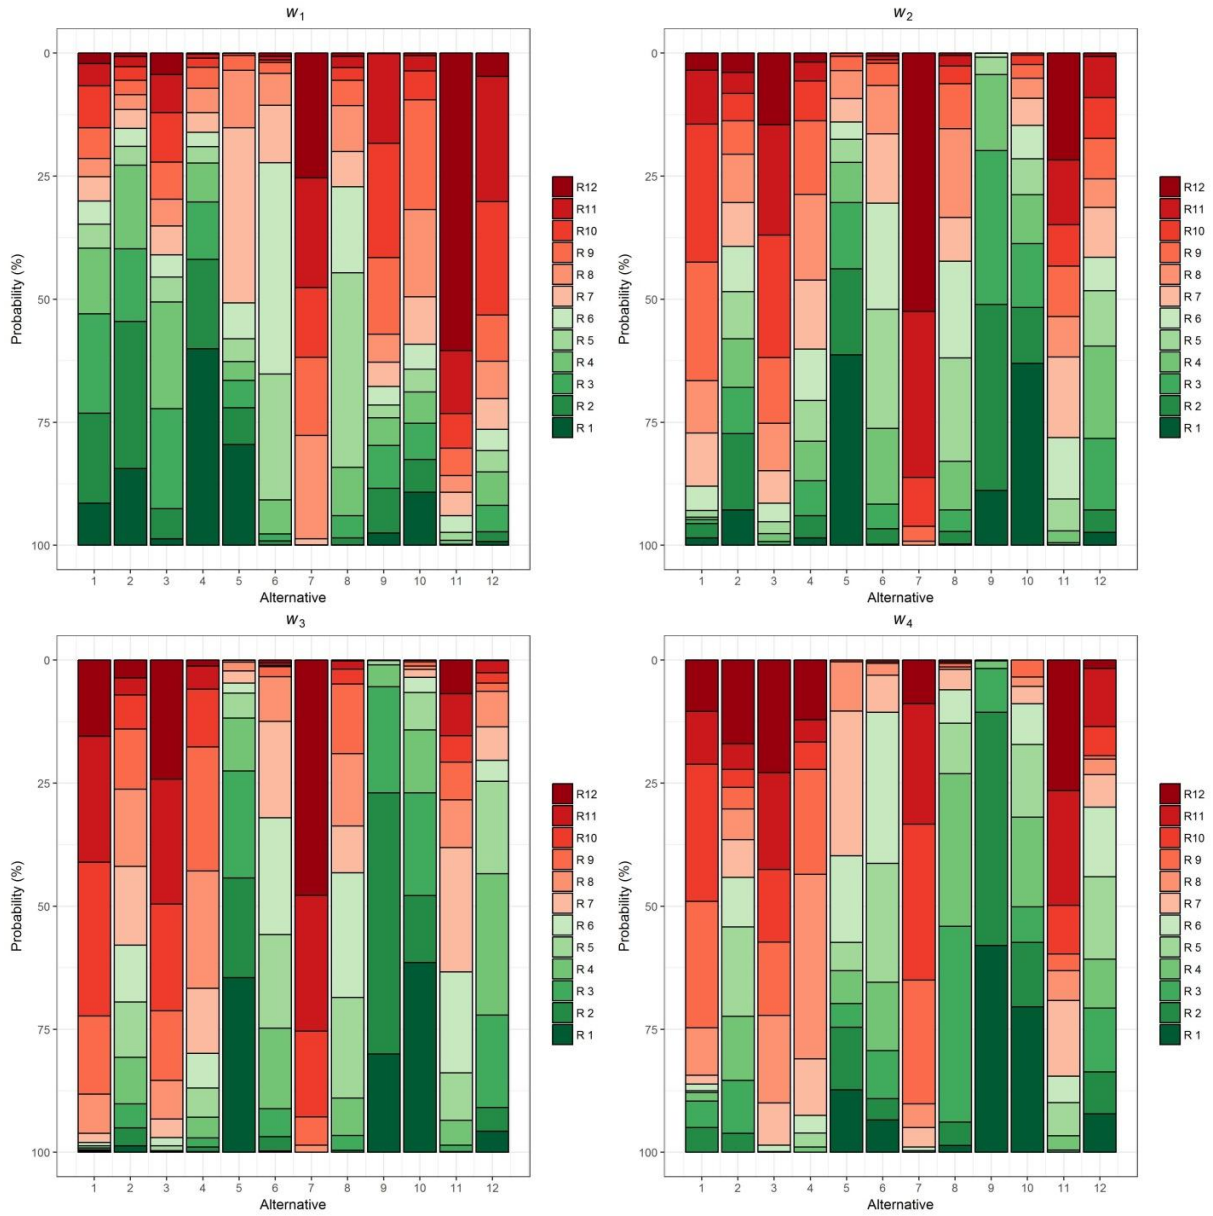 w1
0
25
50
75
100
Probability (%)
1 2 3 4 5 6 7 8 9 10 11 12
Alternative
R12
R11
R10
R 9
R 8
R 7
R 6
R 5
R 4
R 3
R 2
R 1
w2
0
25
50
75
100
Probability (%)
1 2 3 4 5 6 7 8 9 10 11 12
Alternative
R12
R11
R10
R 9
R 8
R 7
R 6
R 5
R 4
R 3
R 2
R 1
w3
0
25
50
75
100
Probability (%)
1 2 3 4 5 6 7 8 9 10 11 12
Alternative
R12
R11
R10
R 9
R 8
R 7
R 6
R 5
R 4
R 3
R 2
R 1
w4
0
25
50
75
100
Probability (%)
1 2 3 4 5 6 7 8 9 10 11 12
Alternative
R12
R11
R10
R 9
R 8
R 7
R 6
R 5
R 4
R 3
R 2
R 1